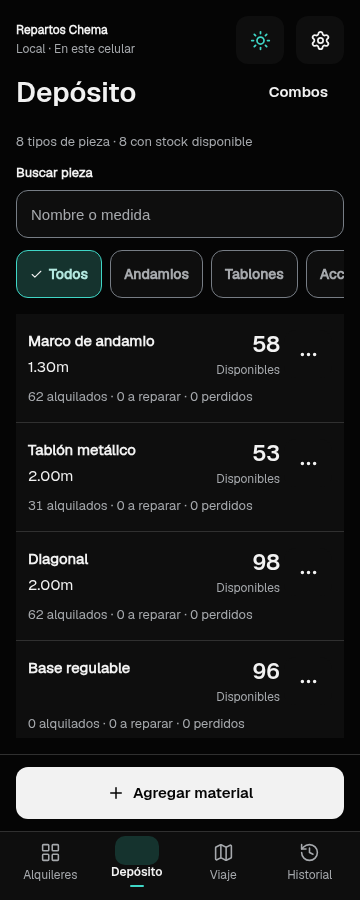 Repartos Chema
Local · En este celular
Depósito
Combos
8 tipos de pieza · 8 con stock disponible
Buscar pieza
Nombre o medida
Todos
Andamios
Tablones
Acc
Marco de andamio
58
1.30m
Disponibles
62 alquilados · 0 a reparar · 0 perdidos
Tablón metálico
53
2.00m
Disponibles
31 alquilados · 0 a reparar · 0 perdidos
Diagonal
98
2.00m
Disponibles
62 alquilados · 0 a reparar · 0 perdidos
Base regulable
96
Disponibles
0 alquilados · 0 a reparar · 0 perdidos
Agregar material
Alquileres
Depósito
Viaje
Historial